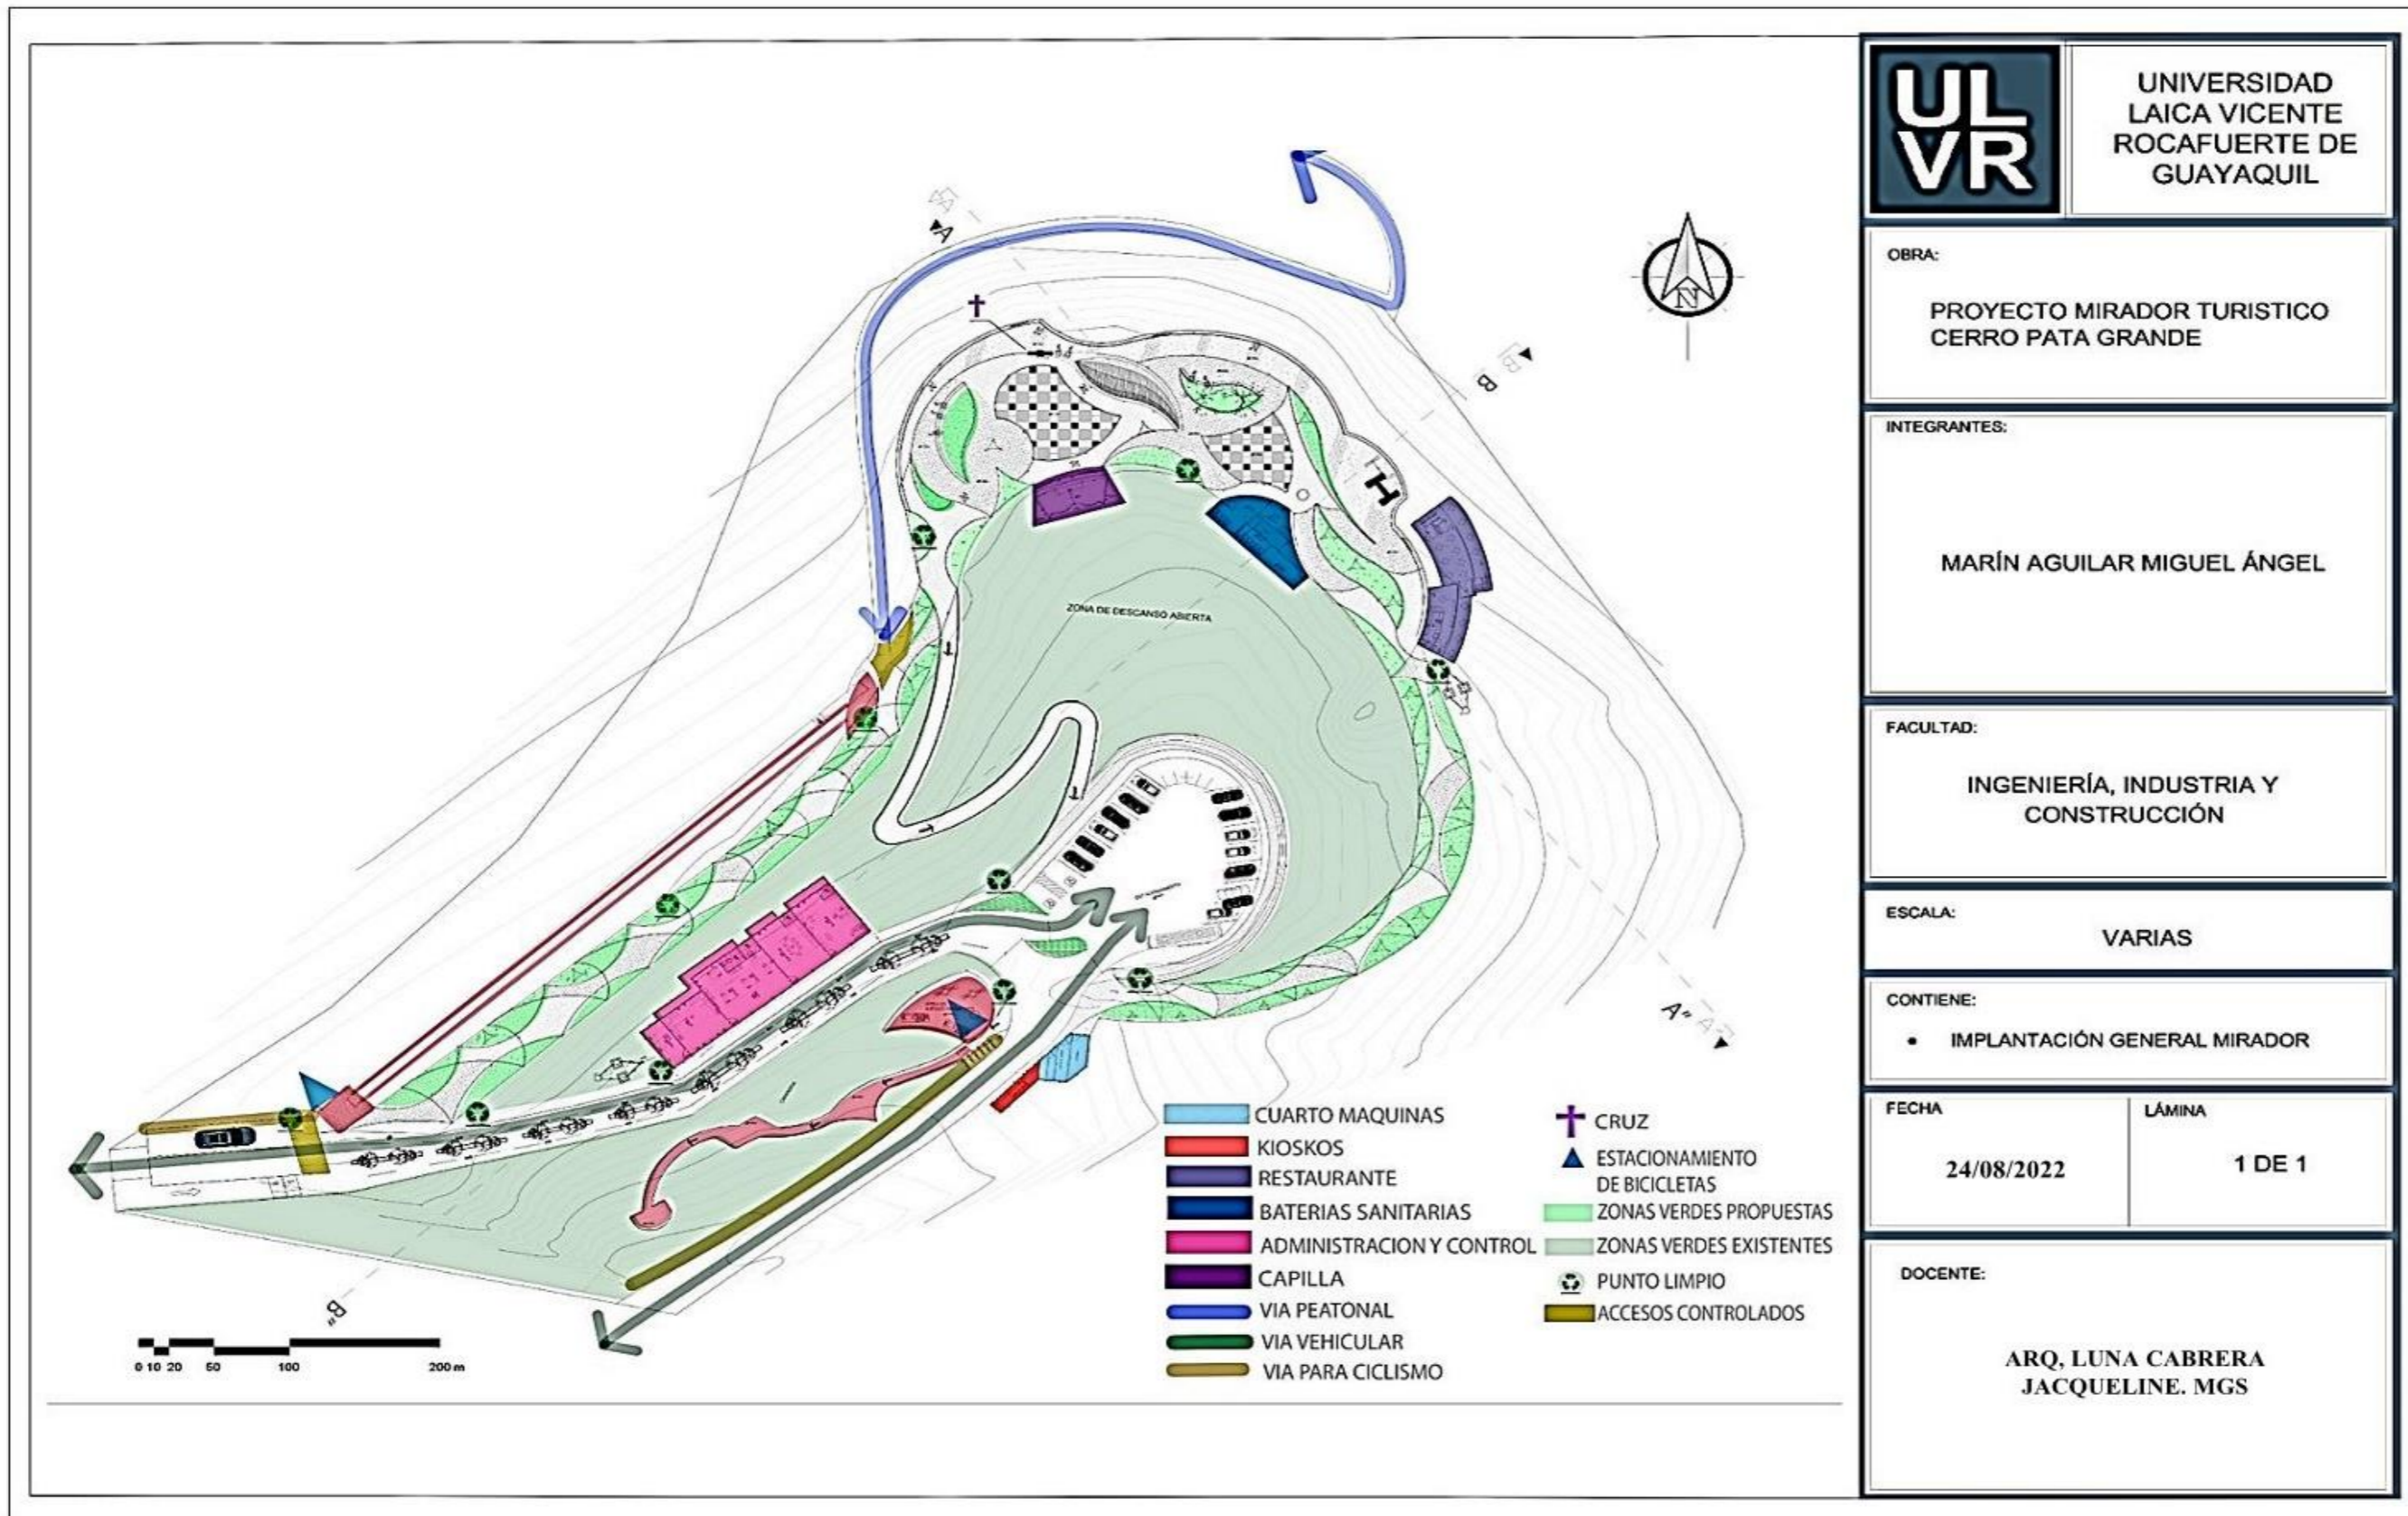 UL
VR
UNIVERSIDAD
LAICA VICENTE
ROCAFUERTE DE
GUAYAQUIL
OBRA:
PROYECTO MIRADOR TURISTICO
CERRO PATA GRANDE
INTEGRANTES:
MARÍN AGUILAR MIGUEL ÁNGEL
FACULTAD:
INGENIERÍA, INDUSTRIA Y
CONSTRUCCIÓN
ESCALA:
VARIAS
CONTIENE:
• IMPLANTACIÓN GENERAL MIRADOR
FECHA
24/08/2022
LÁMINA
1 DE 1
DOCENTE:
ARQ, LUNA CABRERA
JACQUELINE. MGS
A
B
N
H
ZONA DE DESCANSO ABIERTA
A"
B"
0 10 20 50 100 200 m
CUARTO MAQUINAS
KIOSKOS
RESTAURANTE
BATERIAS SANITARIAS
ADMINISTRACION Y CONTROL
CAPILLA
VIA PEATONAL
VIA VEHICULAR
VIA PARA CICLISMO
CRUZ
ESTACIONAMIENTO
DE BICICLETAS
ZONAS VERDES PROPUESTAS
ZONAS VERDES EXISTENTES
PUNTO LIMPIO
ACCESOS CONTROLADOS